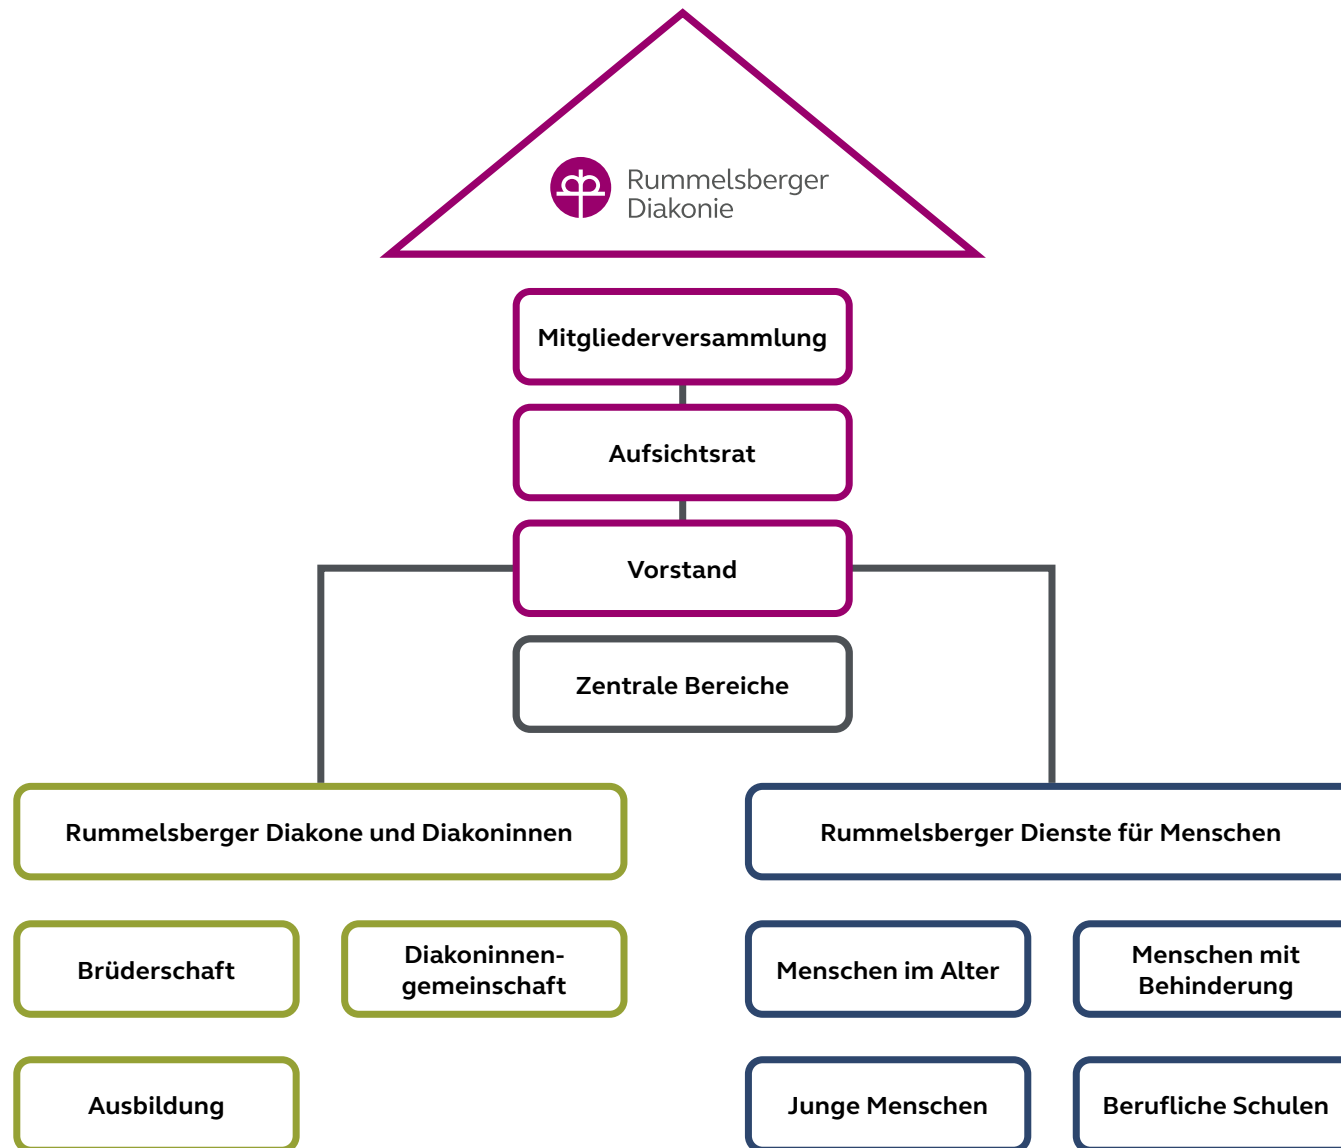 Rummelsberger
Diakonie
Mitgliederversammlung
Aufsichtsrat
Vorstand
Zentrale Bereiche
Rummelsberger Diakone und Diakoninnen
Rummelsberger Dienste für Menschen
Brüderschaft
Diakoninnen-
gemeinschaft
Menschen im Alter
Menschen mit
Behinderung
Ausbildung
Junge Menschen
Berufliche Schulen